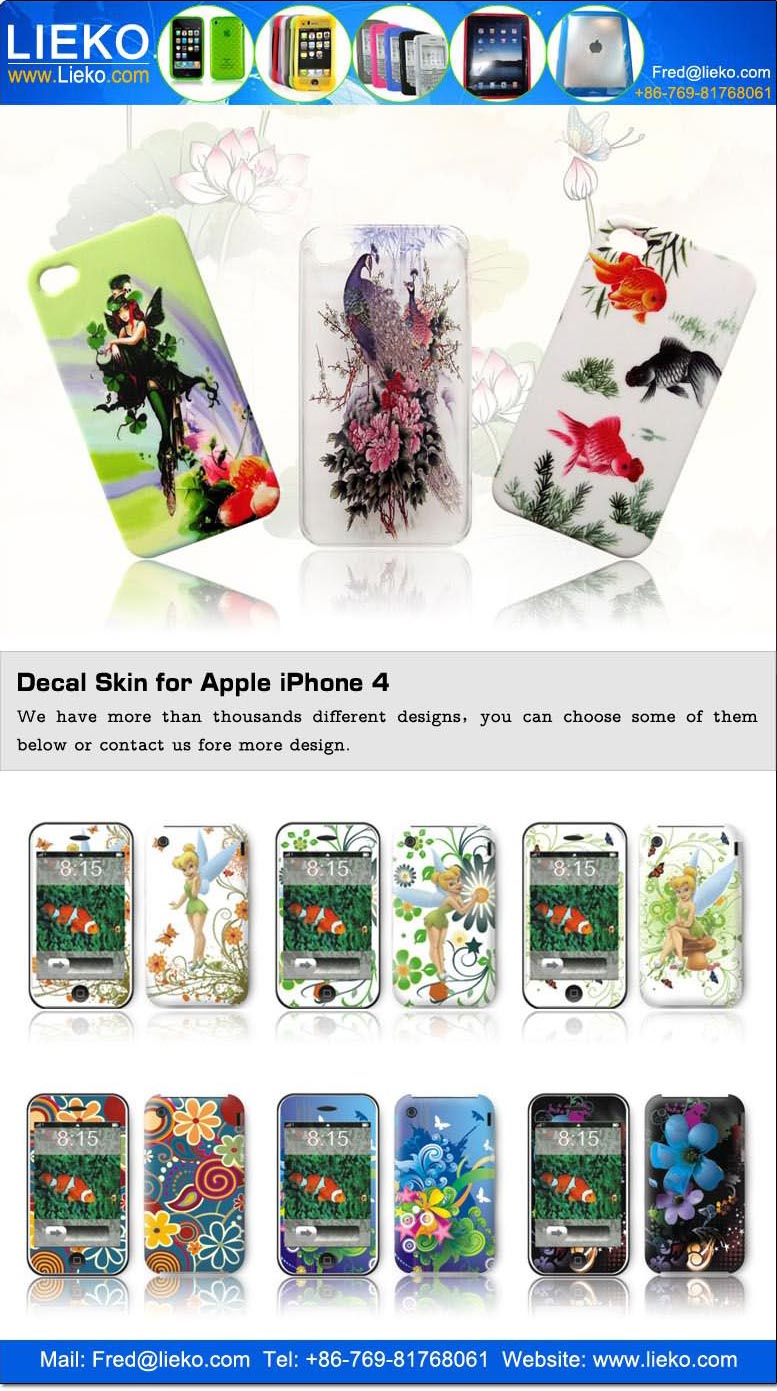 LIEKO
www.Lieko.com
Fred@lieko.com
+86-769-81768061
Decal Skin for Apple iPhone 4
We have more than thousands different designs, you can choose some of them
below or contact us fore more design.
8:15
8:15
8:15
8:15
8:15
8:15
Mail: Fred@lieko.com Tel: +86-769-81768061 Website: www.lieko.com